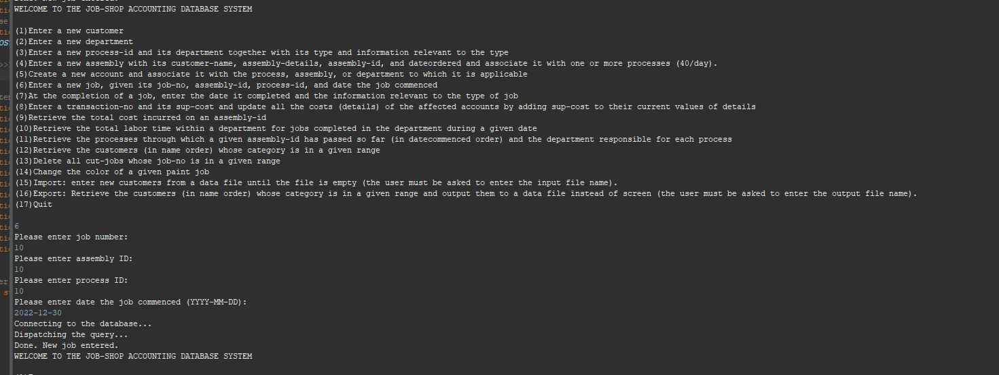 WELCOME TO THE JOB-SHOP ACCOUNTING DATABASE SYSTEM
(1)Enter a new customer
(2)Enter a new department
(3)Enter a new process-id and its department together with its type and information relevant to the type
(4)Enter a new assembly with its customer-name, assembly-details, assembly-id, and dateordered and associate it with one or more processes (40/day).
(5)Create a new account and associate it with the process, assembly, or department to which it is applicable
(6)Enter a new job, given its job-no, assembly-id, process-id, and date the job commenced
(7)At the completion of a job, enter the date it completed and the information relevant to the type of job
(8)Enter a transaction-no and its sup-cost and update all the costs (details) of the affected accounts by adding sup-cost to their current values of details
(9)Retrieve the total cost incurred on an assembly-id
(10)Retrieve the total labor time within a department for jobs completed in the department during a given date
(11)Retrieve the processes through which a given assembly-id has passed so far (in datecommenced order) and the department responsible for each process
(12)Retrieve the customers (in name order) whose category is in a given range
(13)Delete all cut-jobs whose job-no is in a given range
(14)Change the color of a given paint job
(15)Import: enter new customers from a data file until the file is empty (the user must be asked to enter the input file name).
(16)Export: Retrieve the customers (in name order) whose category is in a given range and output them to a data file instead of screen (the user must be asked to enter the output file name).
(17)Quit
6
Please enter job number:
10
Please enter assembly ID:
10
Please enter process ID:
10
Please enter date the job commenced (YYYY-MM-DD):
2022-12-30
Connecting to the database...
Dispatching the query...
Done. New job entered.
WELCOME TO THE JOB-SHOP ACCOUNTING DATABASE SYSTEM